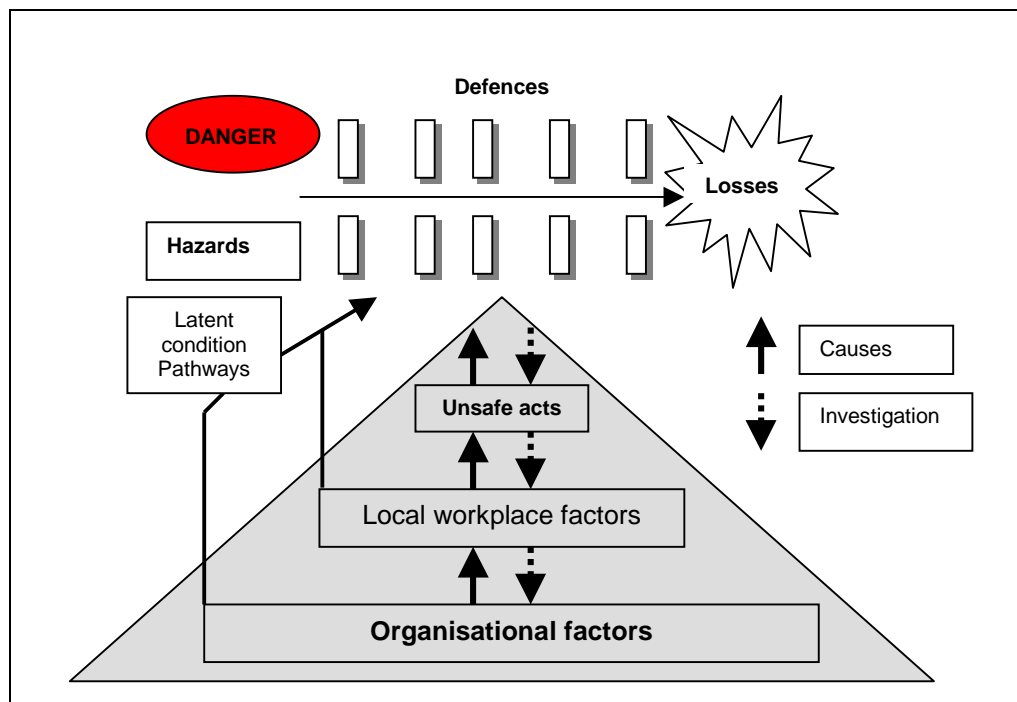 Defences
DANGER
Losses
Hazards
Latent
condition
Pathways
Causes
Unsafe acts
Investigation
Local workplace factors
Organisational factors